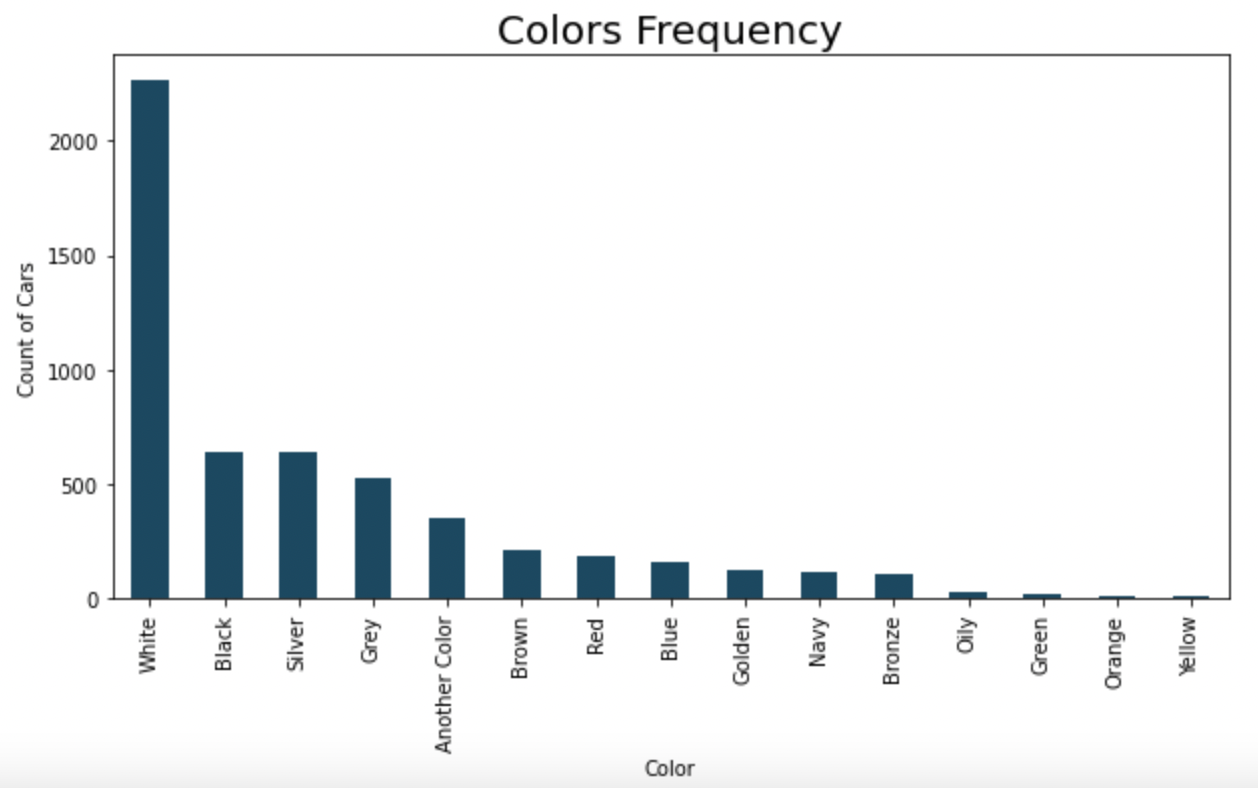 Colors Frequency
Count of Cars
2000
1500
1000
500
0
White
Black
Silver
Grey
Another Color
Brown
Red
Blue
Golden
Navy
Bronze
Oily
Green
Orange
Yellow
Color